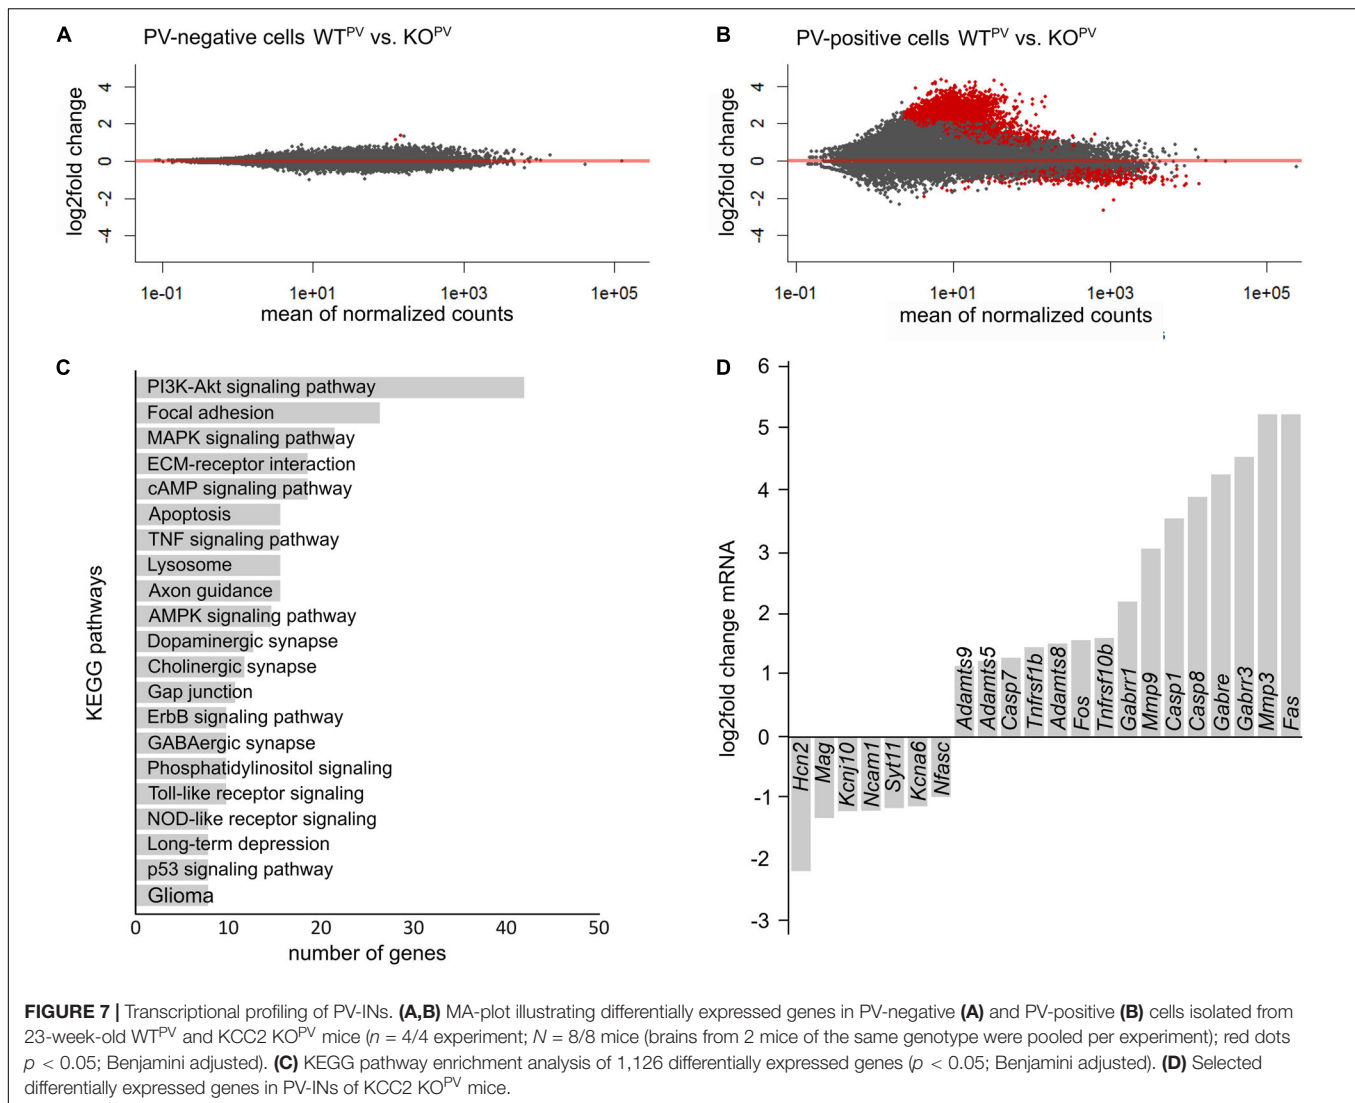 A
PV-negative cells WTPV vs. KOPV
log2fold change
4
2
0
-2
-4
1e-01
1e+01
1e+03
1e+05
mean of normalized counts
B
PV-positive cells WTPV vs. KOPV
log2fold change
4
2
0
-2
-4
1e-01
1e+01
1e+03
1e+05
mean of normalized counts
C
KEGG pathways
PI3K-Akt signaling pathway
Focal adhesion
MAPK signaling pathway
ECM-receptor interaction
cAMP signaling pathway
Apoptosis
TNF signaling pathway
Lysosome
Axon guidance
AMPK signaling pathway
Dopaminergic synapse
Cholinergic synapse
Gap junction
ErbB signaling pathway
GABAergic synapse
Phosphatidylinositol signaling
Toll-like receptor signaling
NOD-like receptor signaling
Long-term depression
p53 signaling pathway
Glioma
0
10
20
30
40
50
number of genes
D
log2fold change mRNA
6
5
4
3
2
1
0
-1
-2
-3
Hcn2
Mag
Kcnj10
Ncam1
Syt11
Kcna6
Nfasc
Adamts9
Adamts5
Casp7
Tnfrsf1b
Adamts8
Fos
Tnfrsf10b
Gabrr1
Mmp9
Casp1
Casp8
Gabre
Gabrr3
Mmp3
Fas
FIGURE 7 | Transcriptional profiling of PV-INs. (A,B) MA-plot illustrating differentially expressed genes in PV-negative (A) and PV-positive (B) cells isolated from
23-week-old WTPV and KCC2 KOPV mice (n = 4/4 experiment; N = 8/8 mice (brains from 2 mice of the same genotype were pooled per experiment); red dots
p < 0.05; Benjamini adjusted). (C) KEGG pathway enrichment analysis of 1,126 differentially expressed genes (p < 0.05; Benjamini adjusted). (D) Selected
differentially expressed genes in PV-INs of KCC2 KOPV mice.